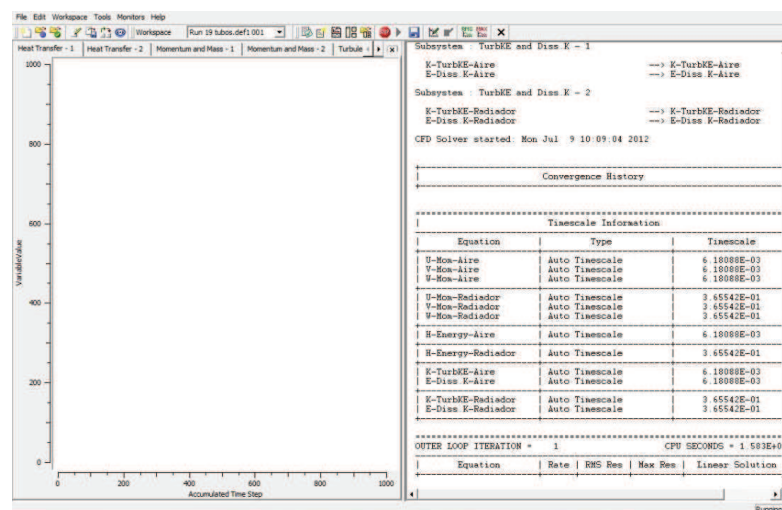 File Edit Workspace Tools Monitors Help
Workspace Run 19 tubos.def1 001
Heat Transfer - 1 Heat Transfer - 2 Momentum and Mass - 1 Momentum and Mass - 2 Turbule
1000
800
600
400
200
0
VariableValue
0 200 400 600 800 1000
Accumulated Time Step
Subsystem : TurbKE and Diss.K - 1
K-TurbKE-Aire --> K-TurbKE-Aire
E-Diss.K-Aire --> E-Diss.K-Aire
Subsystem : TurbKE and Diss.K - 2
K-TurbKE-Radiador --> K-TurbKE-Radiador
E-Diss.K-Radiador --> E-Diss.K-Radiador
CFD Solver started: Mon Jul 9 10:09:04 2012
Convergence History
Timescale Information
Equation | Type | Timescale
U-Mom-Aire | Auto Timescale | 6.18088E-03
V-Mom-Aire | Auto Timescale | 6.18088E-03
W-Mom-Aire | Auto Timescale | 6.18088E-03
U-Mom-Radiador | Auto Timescale | 3.65542E-01
V-Mom-Radiador | Auto Timescale | 3.65542E-01
W-Mom-Radiador | Auto Timescale | 3.65542E-01
H-Energy-Aire | Auto Timescale | 6.18088E-03
H-Energy-Radiador | Auto Timescale | 3.65542E-01
K-TurbKE-Aire | Auto Timescale | 6.18088E-03
E-Diss.K-Aire | Auto Timescale | 6.18088E-03
K-TurbKE-Radiador | Auto Timescale | 3.65542E-01
E-Diss.K-Radiador | Auto Timescale | 3.65542E-01
OUTER LOOP ITERATION = 1 CPU SECONDS = 1.583E+0
| Equation | Rate | RMS Res | Max Res | Linear Solution
Running